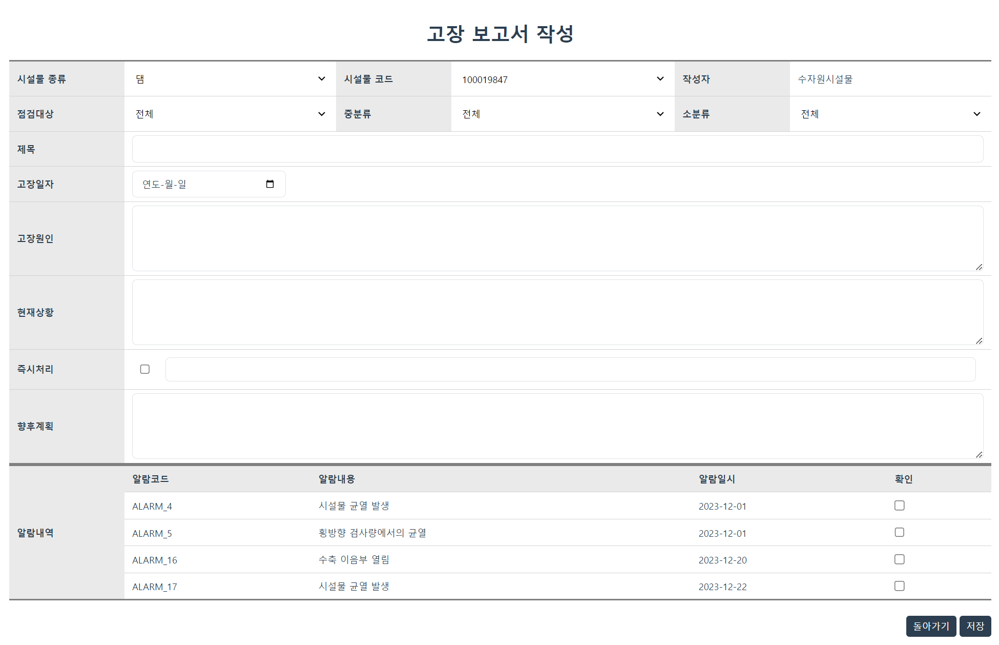 고장 보고서 작성
시설물 종류 댐 시설물 코드 100019847 작성자 수자원시설물
점검대상 전체 중분류 전체 소분류 전체
제목
고장일자 연도-월-일
고장원인
현재상황
즉시처리
향후계획
알람코드 알람내용 알람일시 확인
ALARM_4 시설물 균열 발생 2023-12-01
알람내역
ALARM_5 횡방향 검사량에서의 균열 2023-12-01
ALARM_16 수축 이음부 열림 2023-12-20
ALARM_17 시설물 균열 발생 2023-12-22
돌아가기 저장